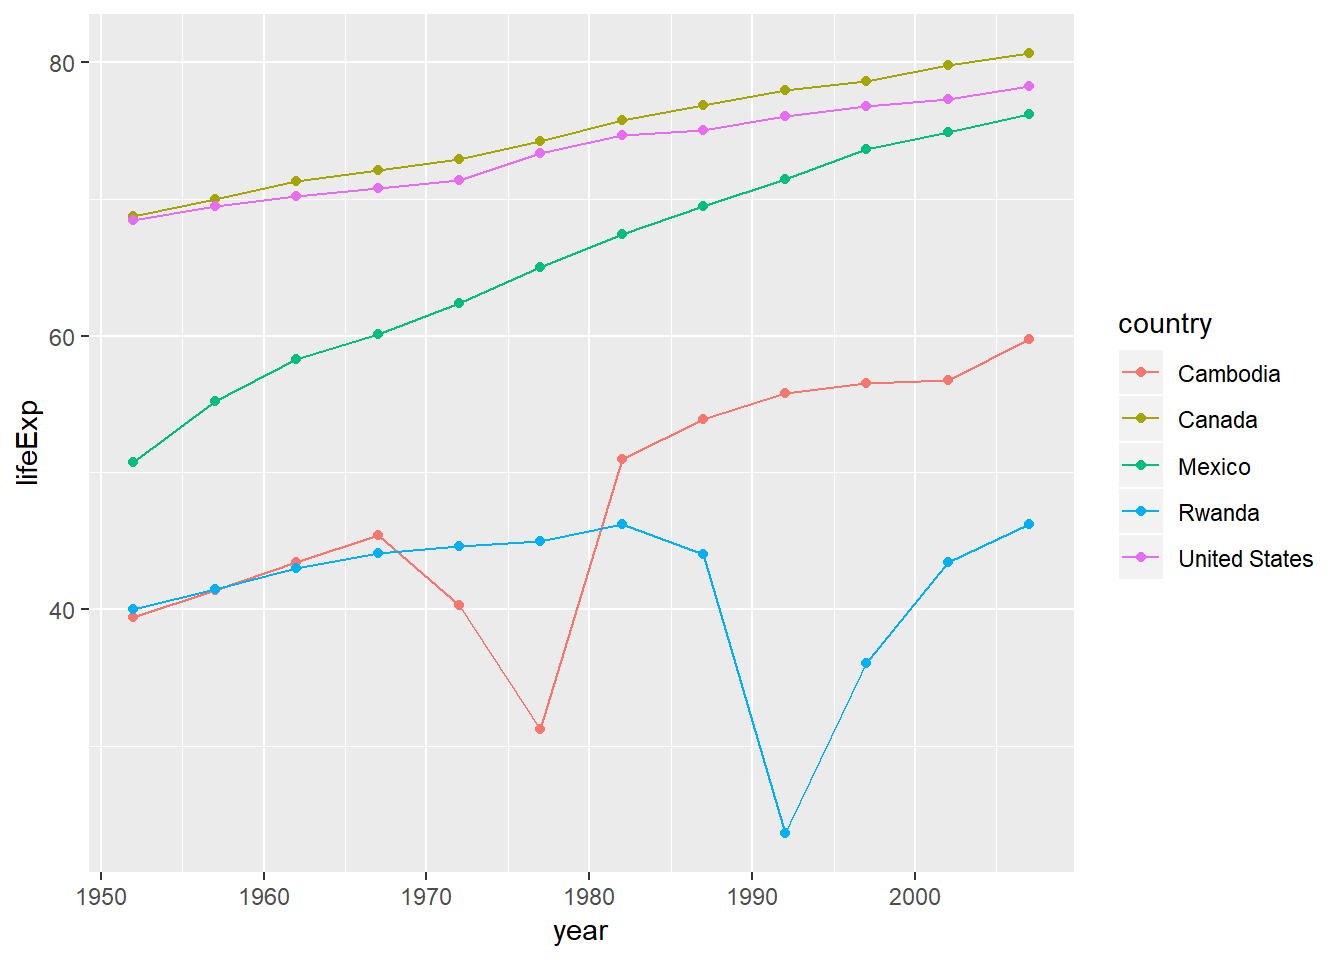 80
60
40
lifeExp
1950 1960 1970 1980 1990 2000
year
country
Cambodia
Canada
Mexico
Rwanda
United States